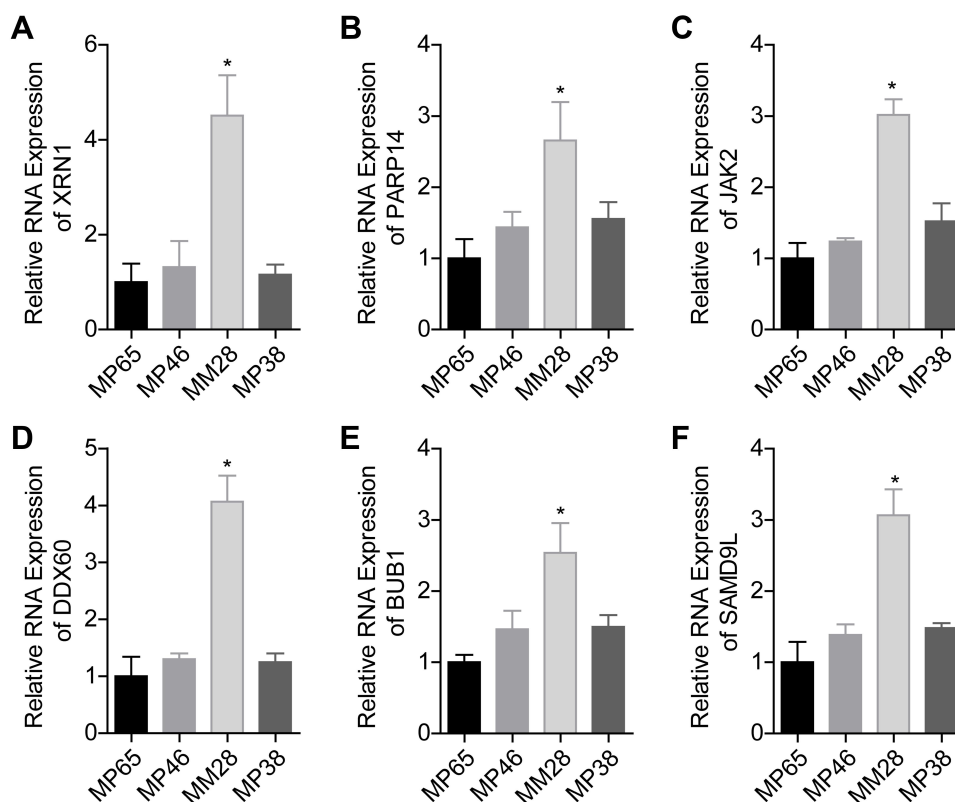 A
Relative RNA Expression
of XRN1
6
4
2
0
*
MP65
MP46
MM28
MP38
B
Relative RNA Expression
of PARP14
4
3
2
1
0
*
MP65
MP46
MM28
MP38
C
Relative RNA Expression
of JAK2
4
3
2
1
0
*
MP65
MP46
MM28
MP38
D
Relative RNA Expression
of DDX60
5
4
3
2
1
0
*
MP65
MP46
MM28
MP38
E
Relative RNA Expression
of BUB1
4
3
2
1
0
*
MP65
MP46
MM28
MP38
F
Relative RNA Expression
of SAMD9L
4
3
2
1
0
*
MP65
MP46
MM28
MP38